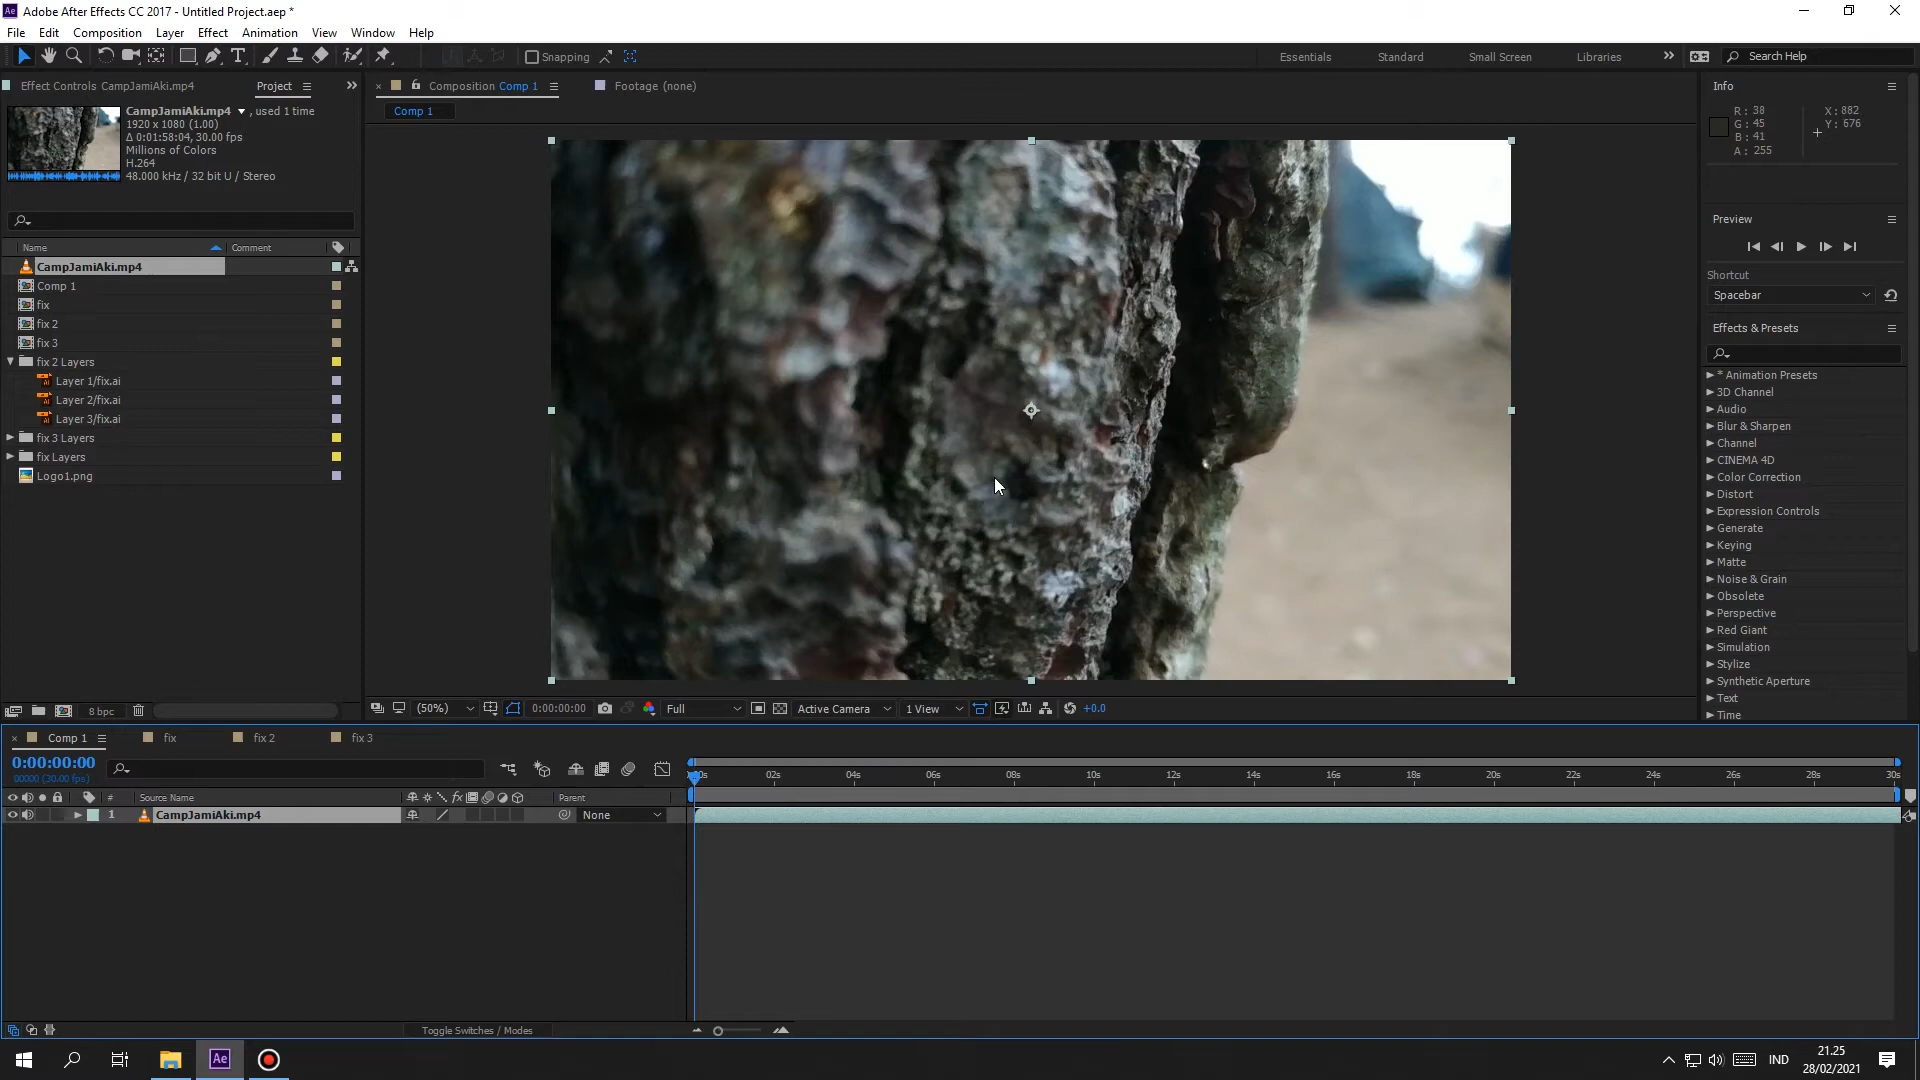 Adobe After Effects CC 2017 - Untitled Project.aep *
File Edit Composition Layer Effect Animation View Window Help
Snapping
Essentials Standard Small Screen Libraries Search Help
Effect Controls CampJamiAki.mp4 Project
Composition Comp 1 Footage (none)
Comp 1
CampJamiAki.mp4 , used 1 time
1920 x 1080 (1.00)
Δ 0:01:58:04, 30.00 fps
Millions of Colors
H.264
48.000 kHz / 32 bit U / Stereo
Name Comment
CampJamiAki.mp4
Comp 1
fix
fix 2
fix 3
fix 2 Layers
Layer 1/fix.ai
Layer 2/fix.ai
Layer 3/fix.ai
fix 3 Layers
fix Layers
Logo1.png
8 bpc
(50%) 0:00:00:00 Full Active Camera 1 View +0.0
Info
R: 38 X: 882
G: 45 Y: 676
B: 41
A: 255
Preview
Shortcut
Spacebar
Effects & Presets
* Animation Presets
3D Channel
Audio
Blur & Sharpen
Channel
CINEMA 4D
Color Correction
Distort
Expression Controls
Generate
Keying
Matte
Noise & Grain
Obsolete
Perspective
Red Giant
Simulation
Stylize
Synthetic Aperture
Text
Time
Comp 1 fix fix 2 fix 3
0:00:00:00
00000 (30.00 fps)
02s 04s 06s 08s 10s 12s 14s 16s 18s 20s 22s 24s 26s 28s 30s
# Source Name fx Parent
1 CampJamiAki.mp4 None
Toggle Switches / Modes
Ae
IND
21.25
28/02/2021